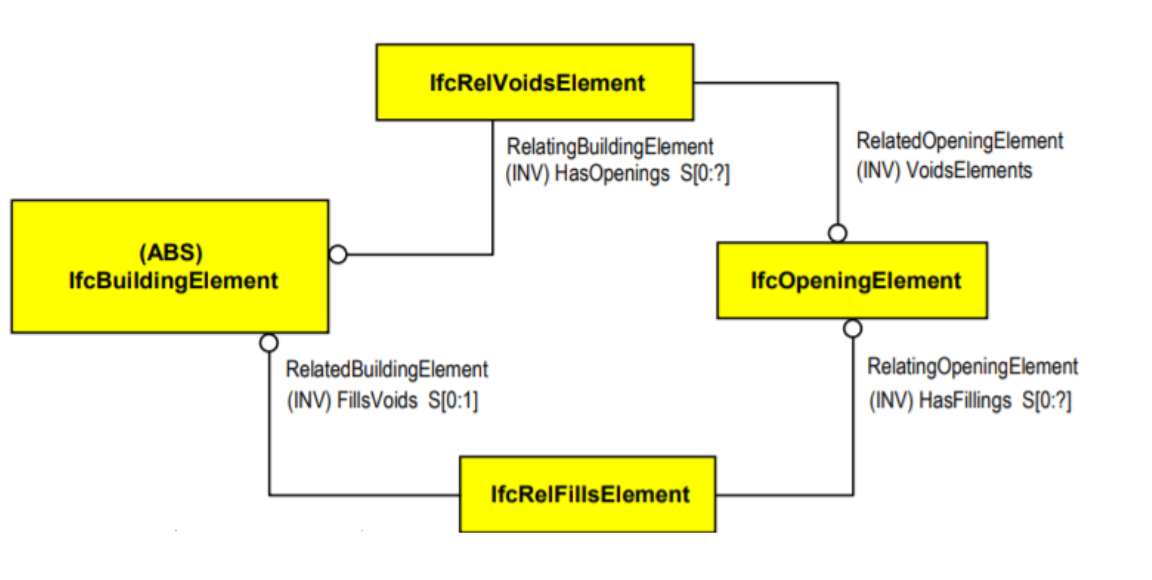 IfcRelVoidsElement
RelatingBuildingElement
(INV) HasOpenings S[0:?]
RelatedOpeningElement
(INV) VoidsElements
(ABS)
IfcBuildingElement
IfcOpeningElement
RelatedBuildingElement
(INV) FillsVoids S[0:1]
RelatingOpeningElement
(INV) HasFillings S[0:?]
IfcRelFillsElement